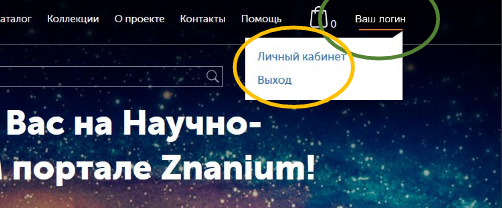 аталог Коллекции О проекте Контакты Помощь 0 Ваш логин
Личный кабинет
Выход
Вас на Научно-
портале Znanium!